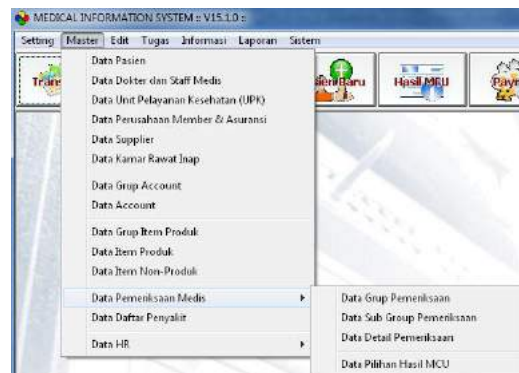 MEDICAL INFORMATION SYSTEM :: V15.1.0 ::
Setting Master Edit Tugas Informasi Laporan Sistem
Data Pasien
Data Dokter dan Staff Medis
Data Unit Pelayanan Kesehatan (UPK)
Data Perusahaan Member & Asuransi
Data Supplier
Data Kamar Rawat Inap
Data Grup Account
Data Account
Data Grup Item Produk
Data Item Produk
Data Item Non-Produk
Data Pemeriksaan Medis
Data Daftar Penyakit
Data HR
Baru
Hasil MCU
Data Grup Pemeriksaan
Data Sub Group Pemeriksaan
Data Detail Pemeriksaan
Data Pilihan Hasil MCU